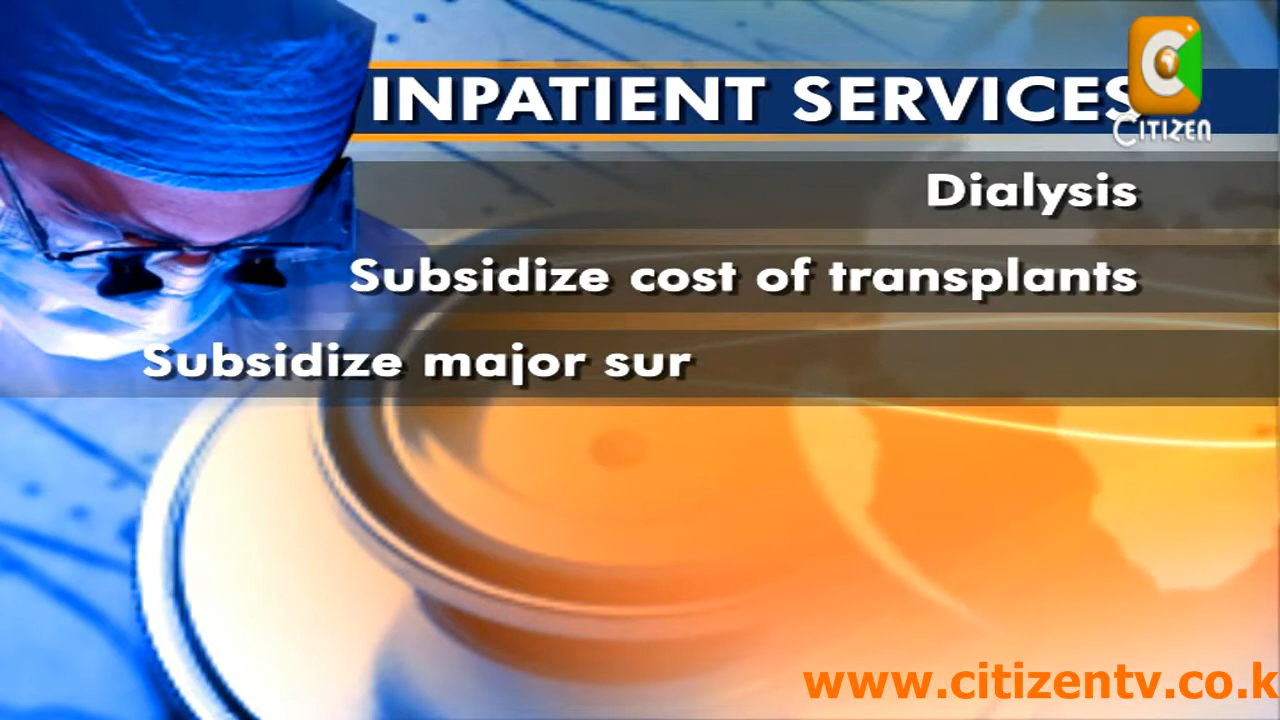 INPATIENT SERVICES
CITIZEN
Dialysis
Subsidize cost of transplants
Subsidize major sur
www.citizentv.co.k